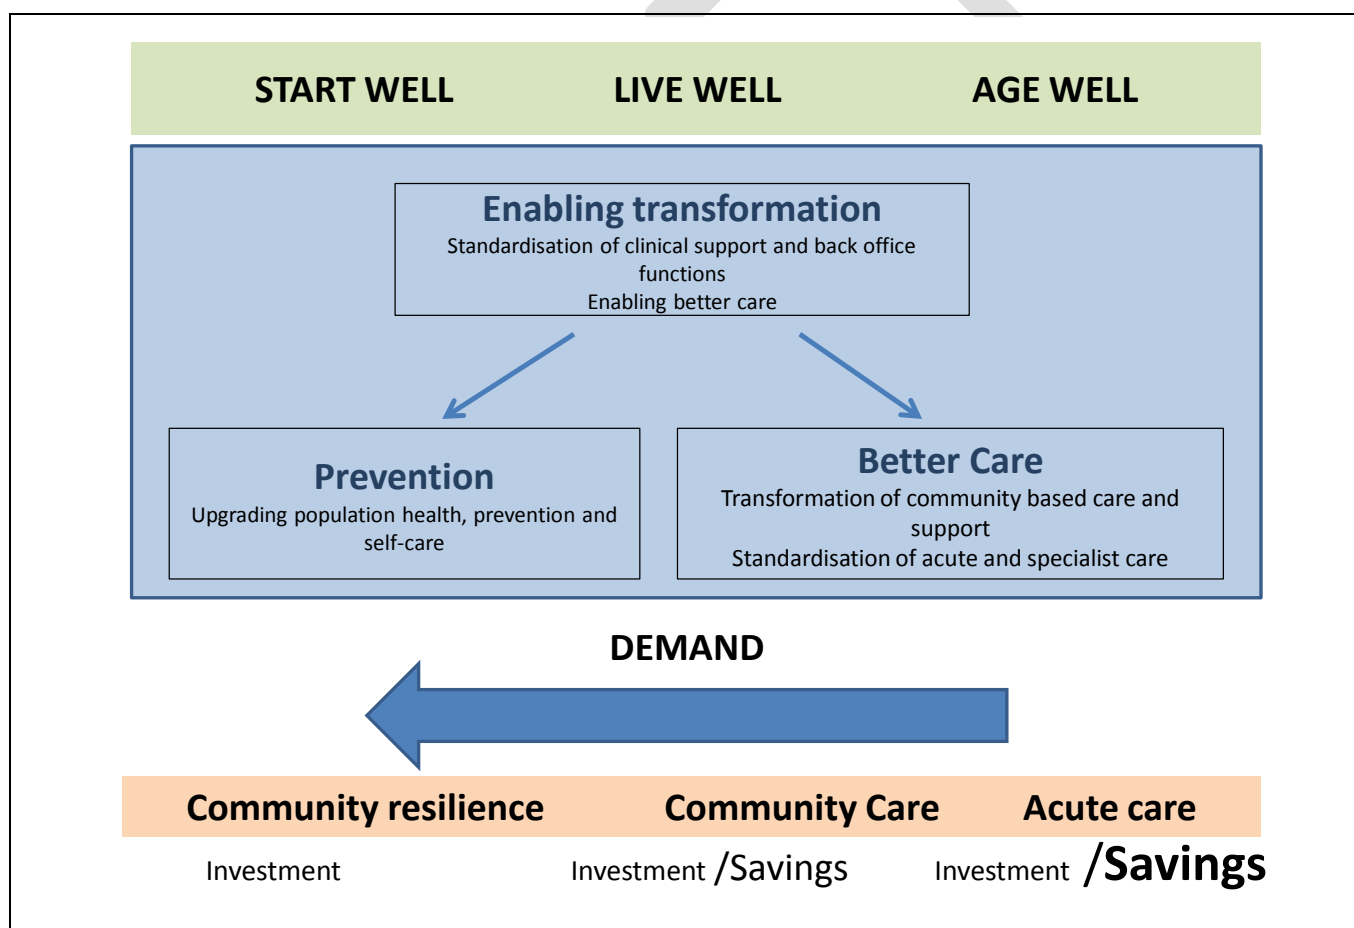 START WELL LIVE WELL AGE WELL
Enabling transformation
Standardisation of clinical support and back office
functions
Enabling better care
Prevention
Upgrading population health, prevention and
self-care
Better Care
Transformation of community based care and
support
Standardisation of acute and specialist care
DEMAND
Community resilience Community Care Acute care
Investment Investment /Savings Investment /Savings